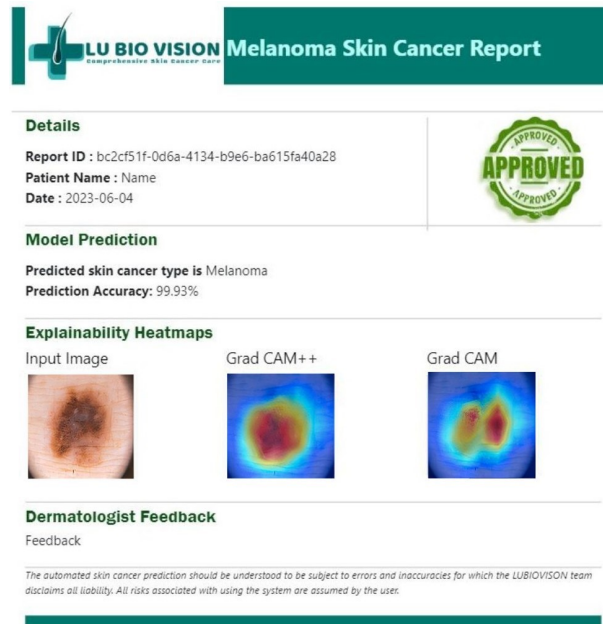 LU BIO VISION
Comprehensive Skin Cancer Care
Melanoma Skin Cancer Report
Details
Report ID : bc2cf51f-0d6a-4134-b9e6-ba615fa40a28
Patient Name : Name
Date : 2023-06-04
APPROVED
APPROVED
APPROVED
Model Prediction
Predicted skin cancer type is Melanoma
Prediction Accuracy: 99.93%
Explainability Heatmaps
Input Image
Grad CAM++
Grad CAM
Dermatologist Feedback
Feedback
The automated skin cancer prediction should be understood to be subject to errors and inaccuracies for which the LUBIOVISON team
disclaims all liability. All risks associated with using the system are assumed by the user.